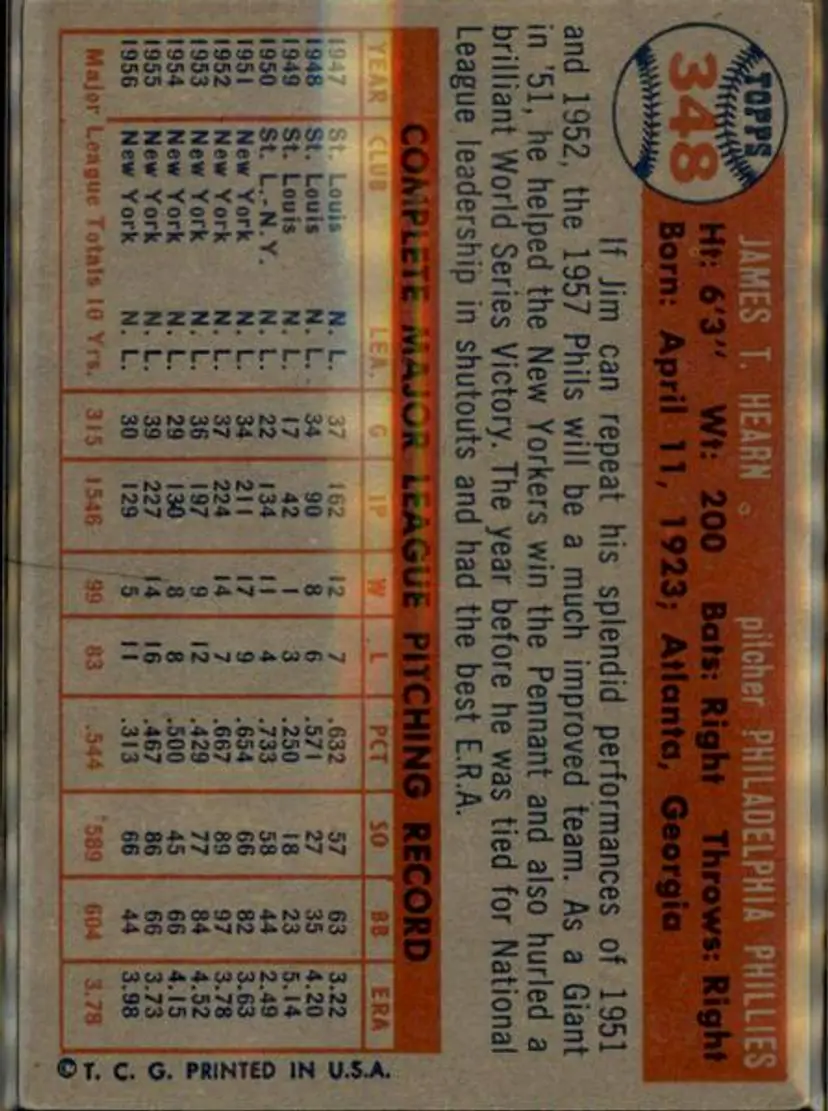 TOPPS
348
JAMES T. HEARN pitcher PHILADELPHIA PHILLIES
Ht: 6'3" Wt: 200 Bats: Right Throws: Right
Born: April 11, 1923; Atlanta, Georgia
If Jim can repeat his splendid performances of 1951
and 1952, the 1957 Phils will be a much improved team. As a Giant
in '51, he helped the New Yorkers win the Pennant and also hurled a
brilliant World Series Victory. The year before he was tied for National
League leadership in shutouts and had the best E.R.A.
COMPLETE MAJOR LEAGUE PITCHING RECORD
YEAR CLUB LEA. G IP W L PCT SO BB ERA
1947 St. Louis N. L. 37 162 12 7 .632 57 63 3.22
1948 St. Louis N. L. 34 90 8 6 .571 27 35 4.20
1949 St. Louis N. L. 17 42 1 3 .250 18 23 5.14
1950 St. L.-N.Y. N. L. 22 134 11 4 .733 58 44 2.49
1951 New York N. L. 34 211 17 9 .654 66 82 3.63
1952 New York N. L. 37 224 14 7 .667 89 97 3.78
1953 New York N. L. 36 197 9 12 .429 77 84 4.52
1954 New York N. L. 29 130 8 8 .500 45 66 4.15
1955 New York N. L. 39 227 14 16 .467 86 66 3.73
1956 New York N. L. 30 129 5 11 .313 66 44 3.98
Major League Totals 10 Yrs. 315 1546 99 83 .544 589 604 3.78
© T. C. G. PRINTED IN U.S.A.